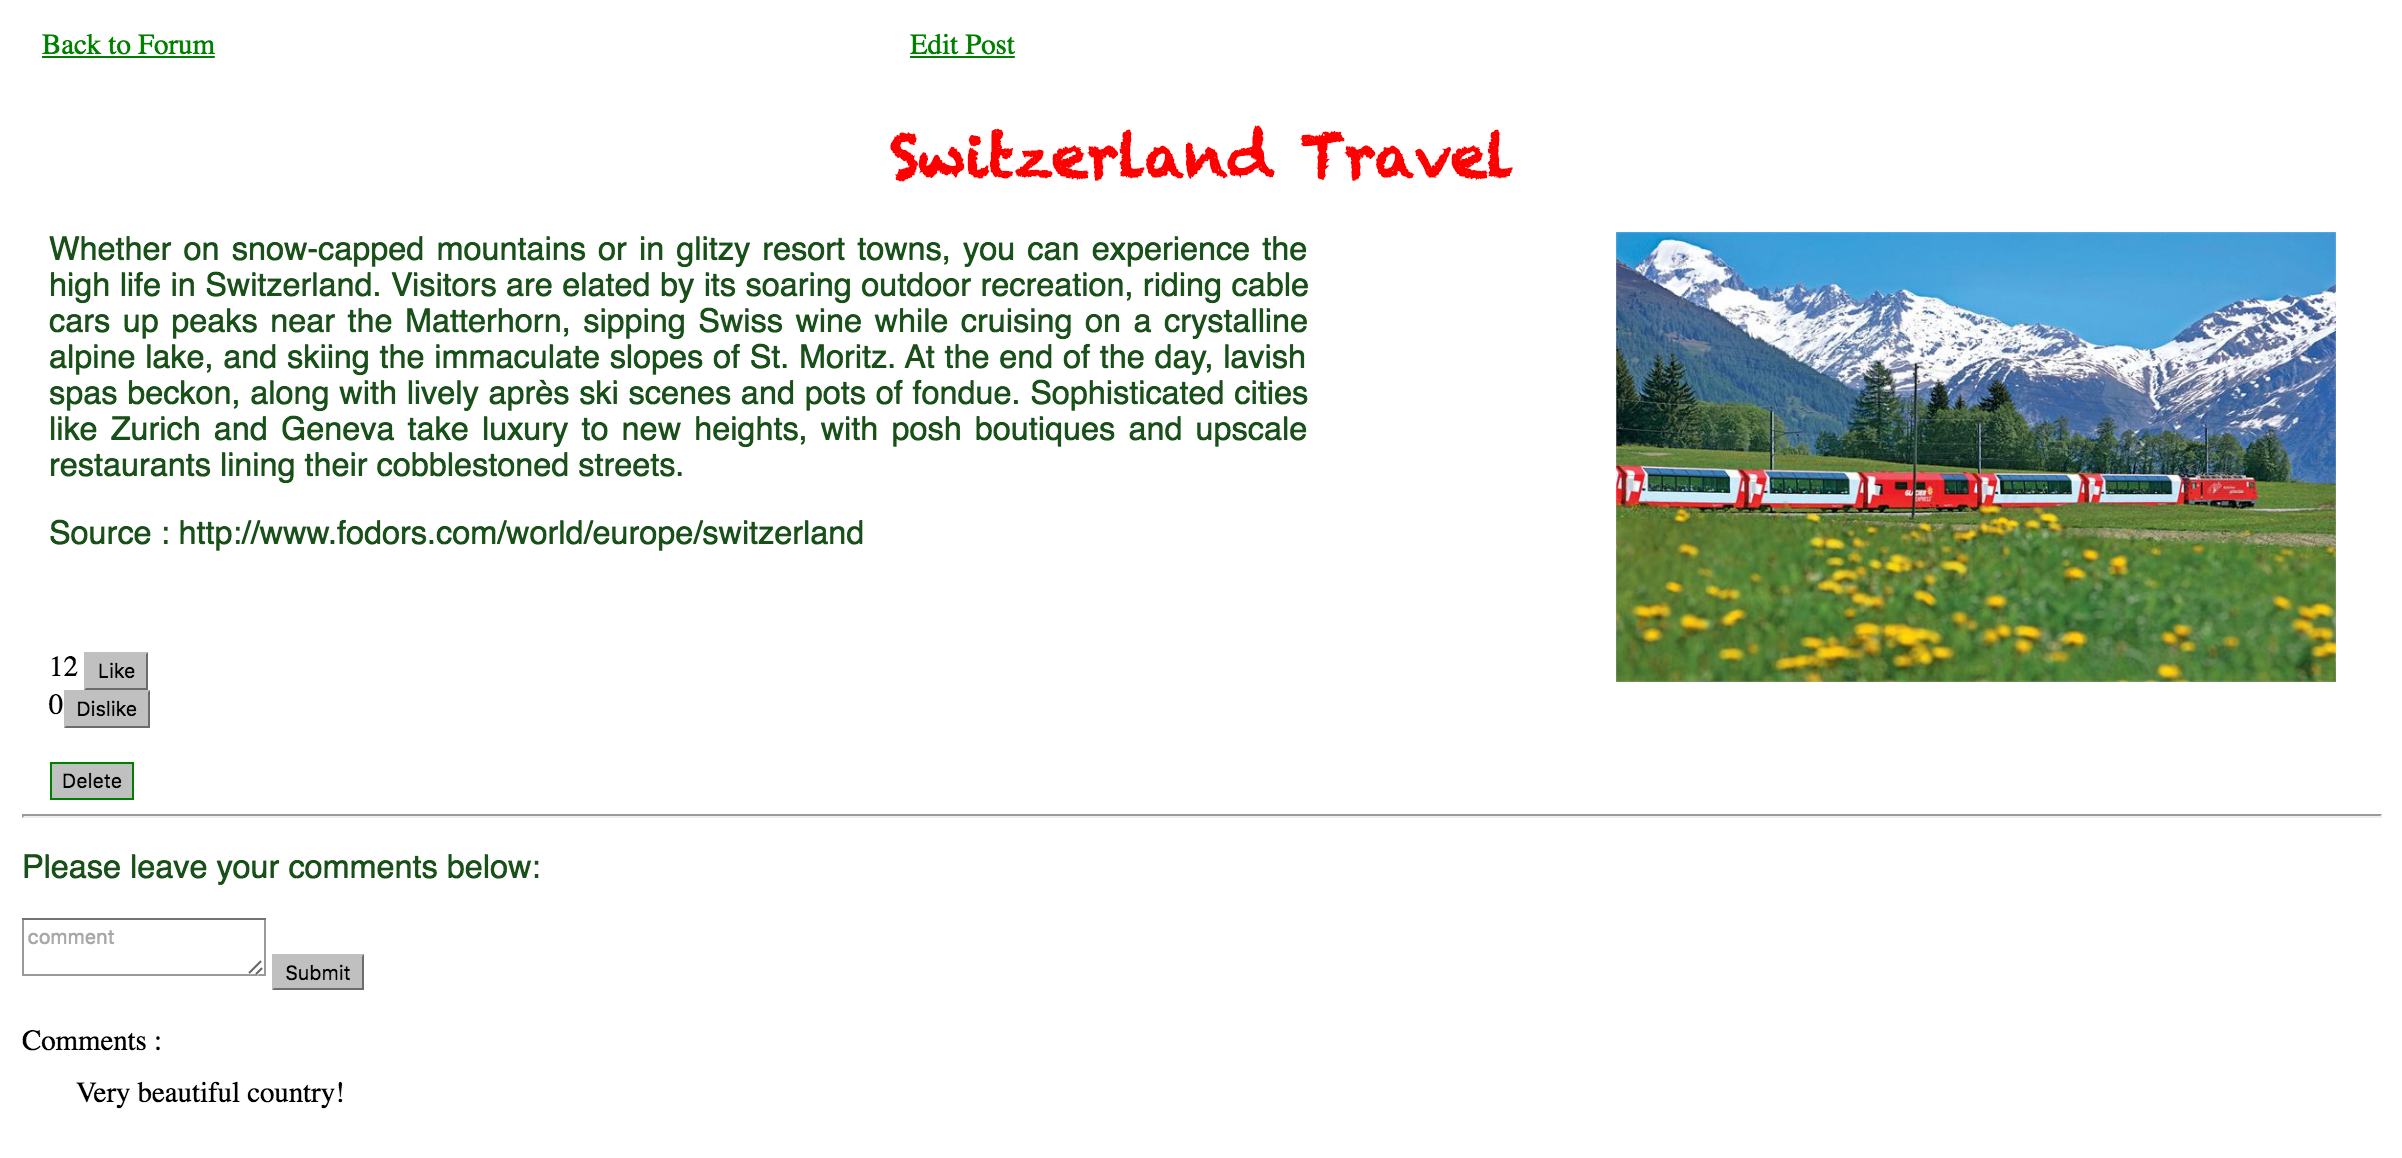 Back to Forum
Edit Post
Switzerland Travel
Whether on snow-capped mountains or in glitzy resort towns, you can experience the
high life in Switzerland. Visitors are elated by its soaring outdoor recreation, riding cable
cars up peaks near the Matterhorn, sipping Swiss wine while cruising on a crystalline
alpine lake, and skiing the immaculate slopes of St. Moritz. At the end of the day, lavish
spas beckon, along with lively après ski scenes and pots of fondue. Sophisticated cities
like Zurich and Geneva take luxury to new heights, with posh boutiques and upscale
restaurants lining their cobblestoned streets.
Source : http://www.fodors.com/world/europe/switzerland
GLACIER
EXPRESS
12 Like
0 Dislike
Delete
Please leave your comments below:
comment
Submit
Comments :
Very beautiful country!